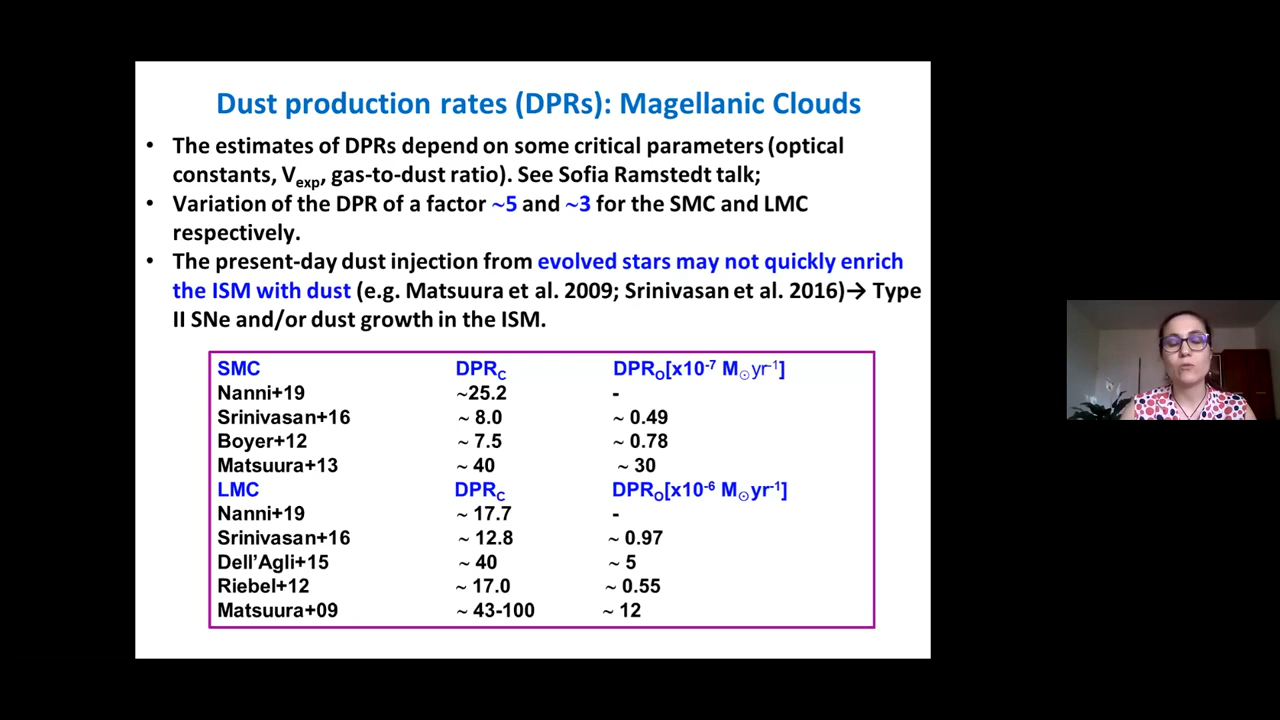 Dust production rates (DPRs): Magellanic Clouds
• The estimates of DPRs depend on some critical parameters (optical
constants, Vexp, gas-to-dust ratio). See Sofia Ramstedt talk;
• Variation of the DPR of a factor ~5 and ~3 for the SMC and LMC
respectively.
• The present-day dust injection from evolved stars may not quickly enrich
the ISM with dust (e.g. Matsuura et al. 2009; Srinivasan et al. 2016)→ Type
II SNe and/or dust growth in the ISM.
SMC DPRC DPRO[x10-7 M⊙yr-1]
Nanni+19 ~25.2 -
Srinivasan+16 ~ 8.0 ~ 0.49
Boyer+12 ~ 7.5 ~ 0.78
Matsuura+13 ~ 40 ~ 30
LMC DPRC DPRO[x10-6 M⊙yr-1]
Nanni+19 ~ 17.7 -
Srinivasan+16 ~ 12.8 ~ 0.97
Dell’Agli+15 ~ 40 ~ 5
Riebel+12 ~ 17.0 ~ 0.55
Matsuura+09 ~ 43-100 ~ 12